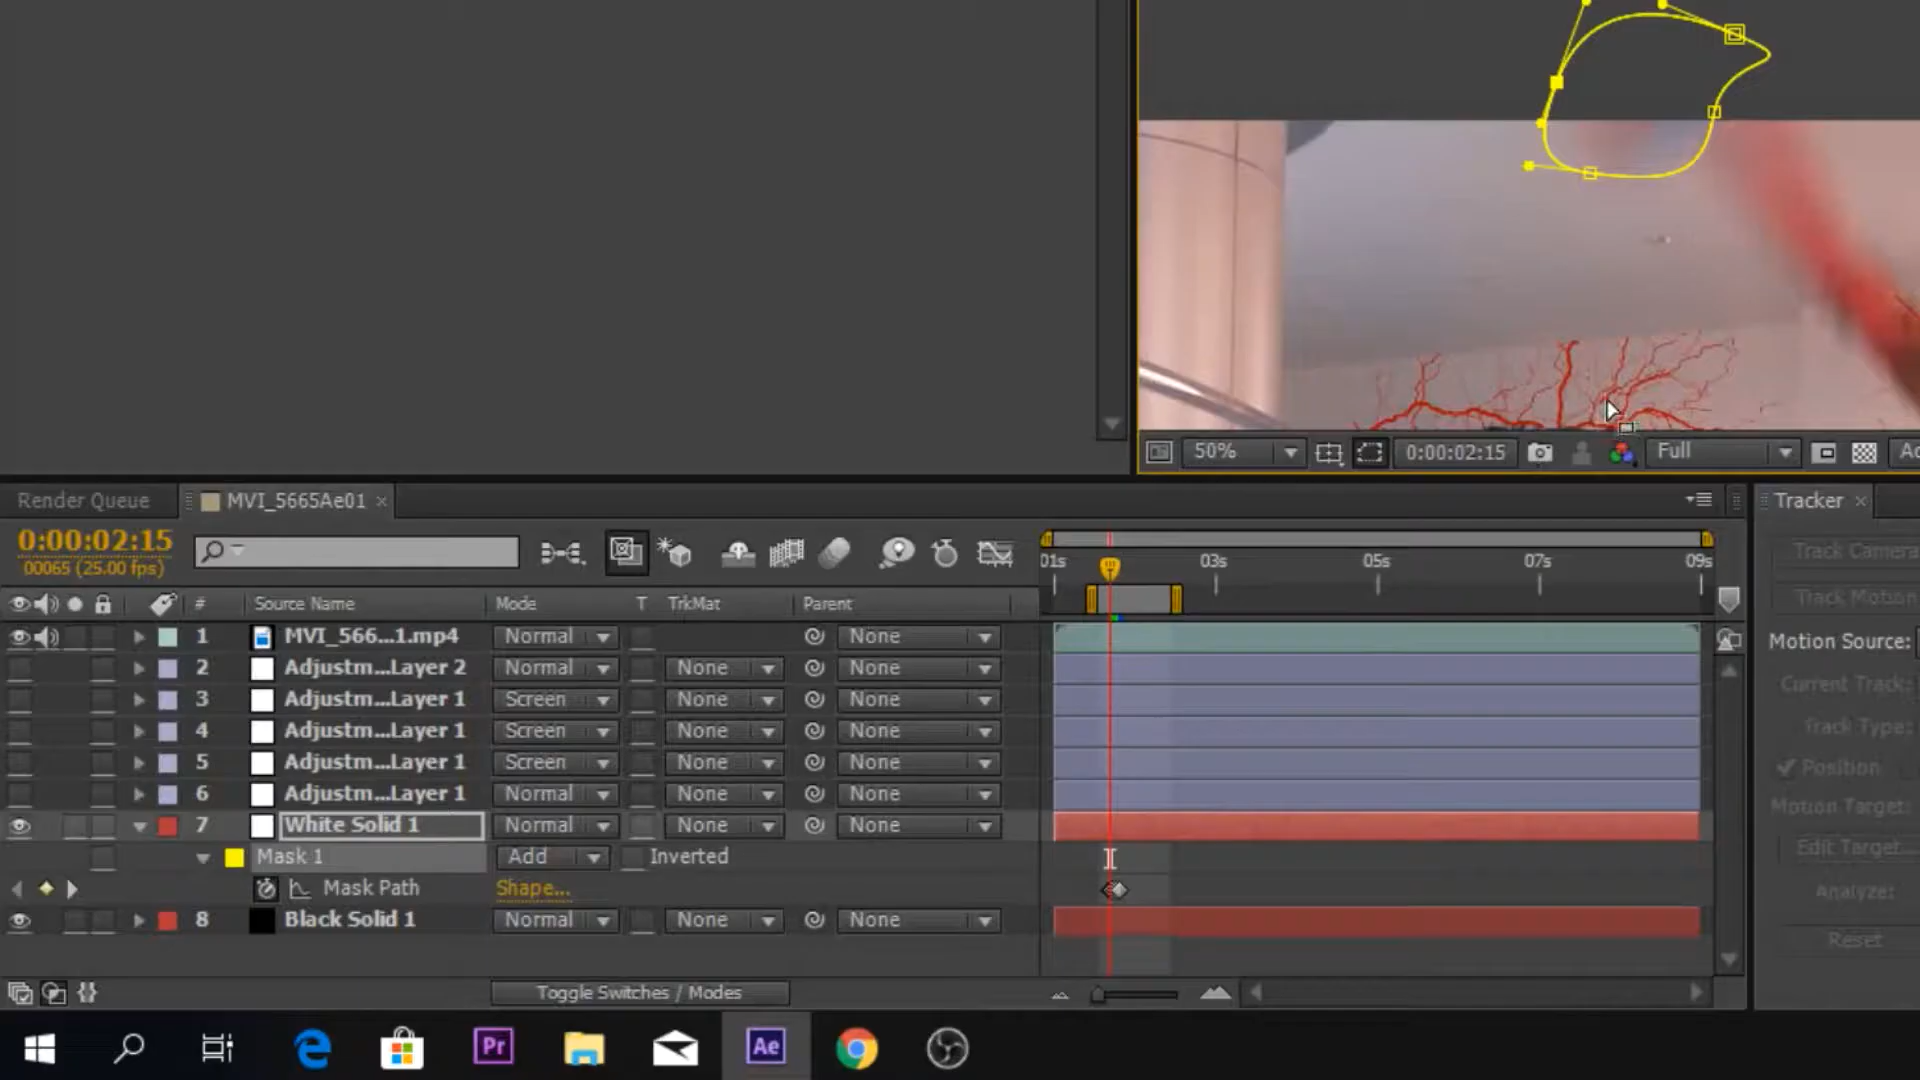 50%
0:00:02:15
Full
Render Queue
MVI_5665Ae01
Tracker
0:00:02:15
00065 (25.00 fps)
01s
03s
05s
07s
09s
Track Camera
Track Motion
#
Source Name
Mode
T
TrkMat
Parent
1
MVI_566...1.mp4
Normal
None
Motion Source:
2
Adjustm...Layer 2
Normal
None
None
Current Track:
3
Adjustm...Layer 1
Screen
None
None
Track Type:
4
Adjustm...Layer 1
Screen
None
None
5
Adjustm...Layer 1
Screen
None
None
Position
6
Adjustm...Layer 1
Normal
None
None
Motion Target:
7
White Solid 1
Normal
None
None
Edit Target...
Mask 1
Add
Inverted
Mask Path
Shape...
Analyze:
8
Black Solid 1
Normal
None
None
Reset
Toggle Switches / Modes
Pr
Ae